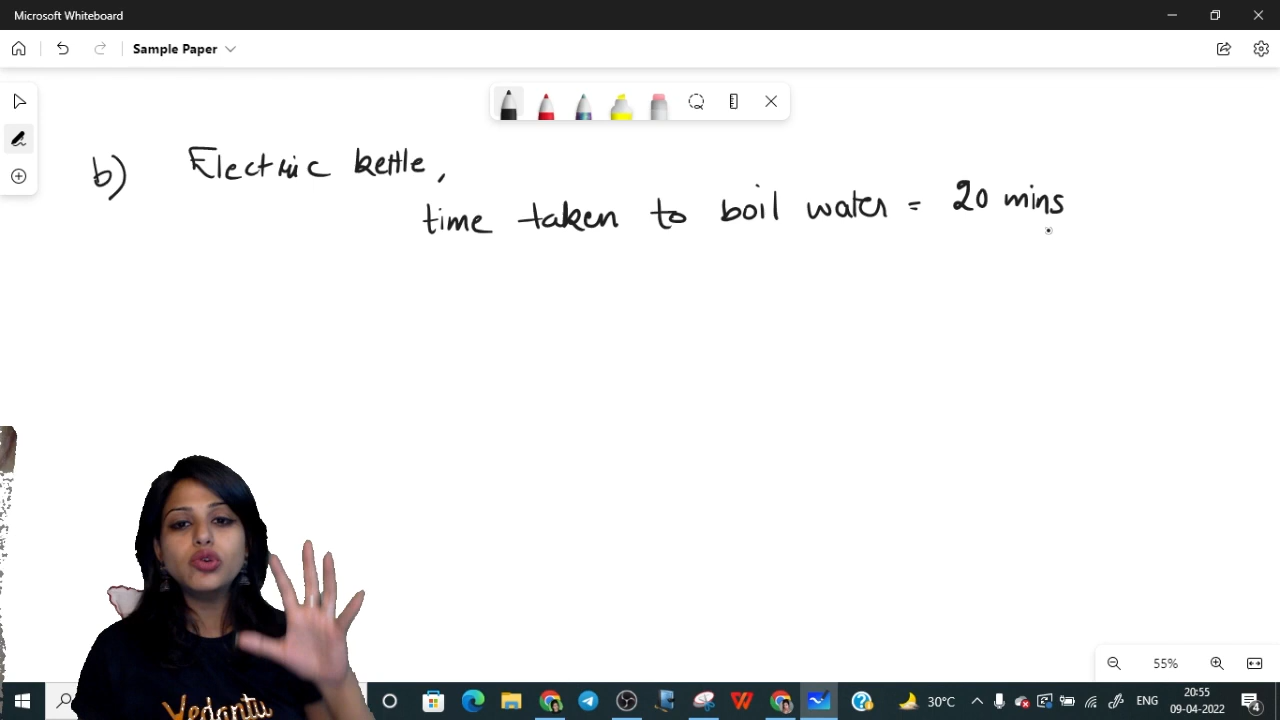 Microsoft Whiteboard
Sample Paper
b) Electric kettle,
time taken to boil water = 20 mins
Vedantu
55%
30°C
ENG
20:55
09-04-2022
4